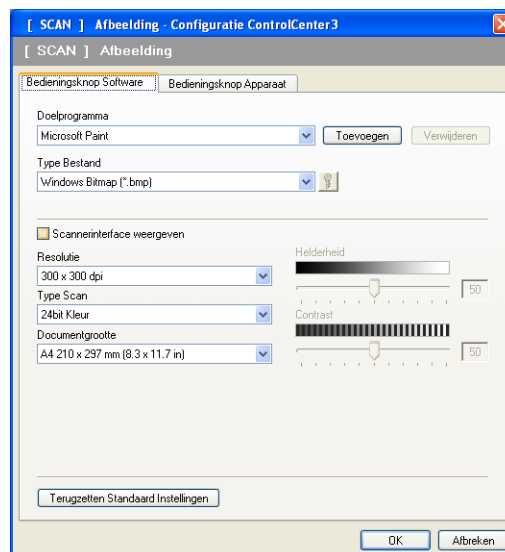 [ SCAN ] Afbeelding - Configuratie ControlCenter3
[ SCAN ] Afbeelding
Bedieningsknop Software
Bedieningsknop Apparaat
Doelprogramma
Microsoft Paint
Toevoegen
Verwijderen
Type Bestand
Windows Bitmap (*.bmp)
Scannerinterface weergeven
Resolutie
300 x 300 dpi
Type Scan
24bit Kleur
Documentgrootte
A4 210 x 297 mm (8.3 x 11.7 in)
Helderheid
50
Contrast
50
Terugzetten Standaard Instellingen
OK
Afbreken